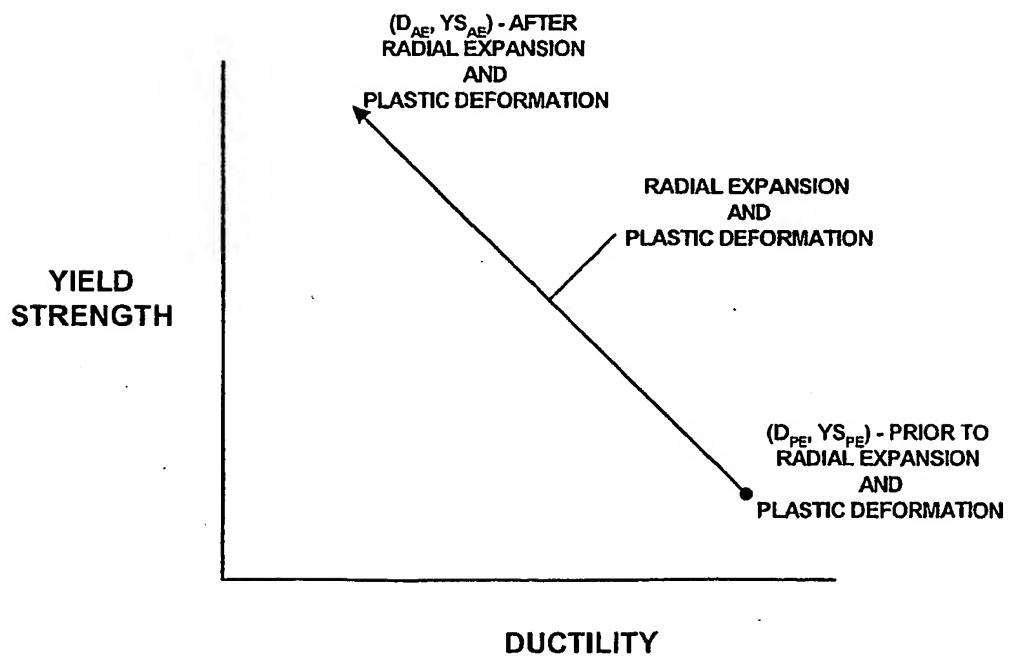 (D_AE, YS_AE) - AFTER
RADIAL EXPANSION
AND
PLASTIC DEFORMATION
RADIAL EXPANSION
AND
PLASTIC DEFORMATION
YIELD
STRENGTH
(D_PE, YS_PE) - PRIOR TO
RADIAL EXPANSION
AND
PLASTIC DEFORMATION
DUCTILITY